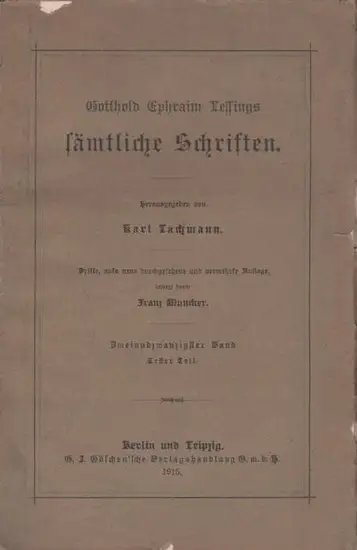 Gotthold Ephraim Lessings
sämtliche Schriften.
Herausgegeben von
Karl Lachmann.
Dritte, aufs neue durchgesehene und vermehrte Auflage,
besorgt durch
Franz Muncker.
Zweiundzwanzigster Band
Erster Teil.
Berlin und Leipzig.
G. J. Göschen'sche Verlagshandlung G. m. b. H.
1915.